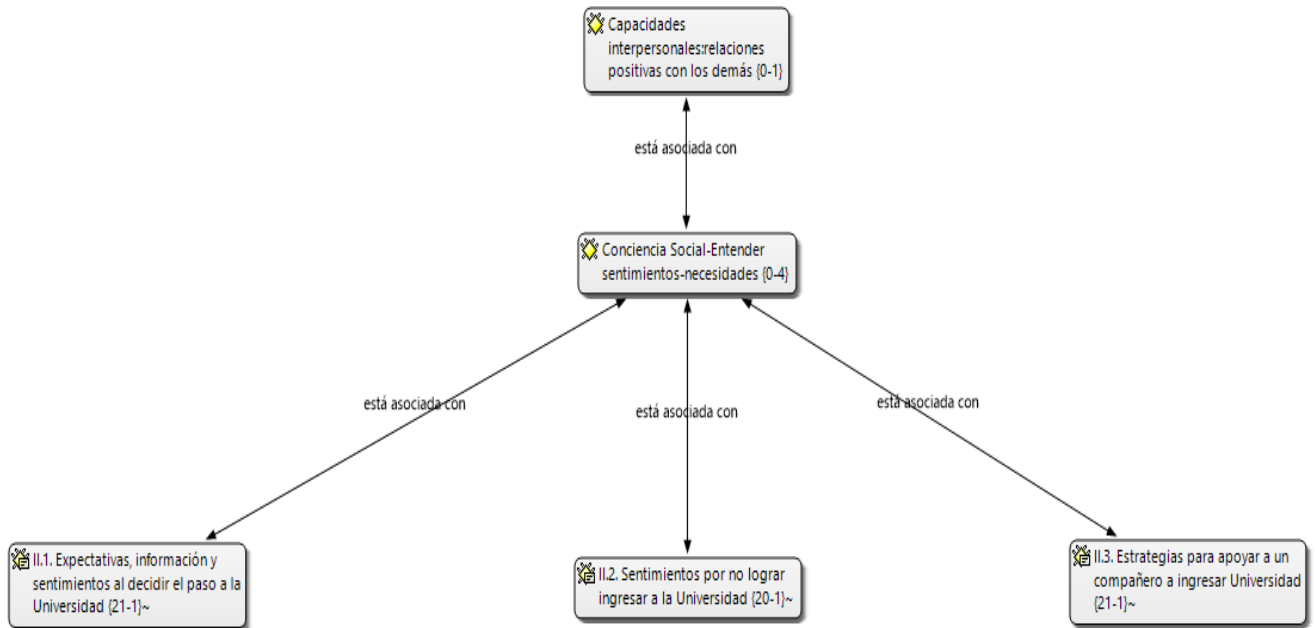 Capacidades
interpersonales:relaciones
positivas con los demás {0-1}
está asociada con
Conciencia Social-Entender
sentimientos-necesidades {0-4}
está asociada con
está asociada con
está asociada con
II.1. Expectativas, información y
sentimientos al decidir el paso a la
Universidad {21-1}~
II.2. Sentimientos por no lograr
ingresar a la Universidad {20-1}~
II.3. Estrategias para apoyar a un
compañero a ingresar Universidad
{21-1}~